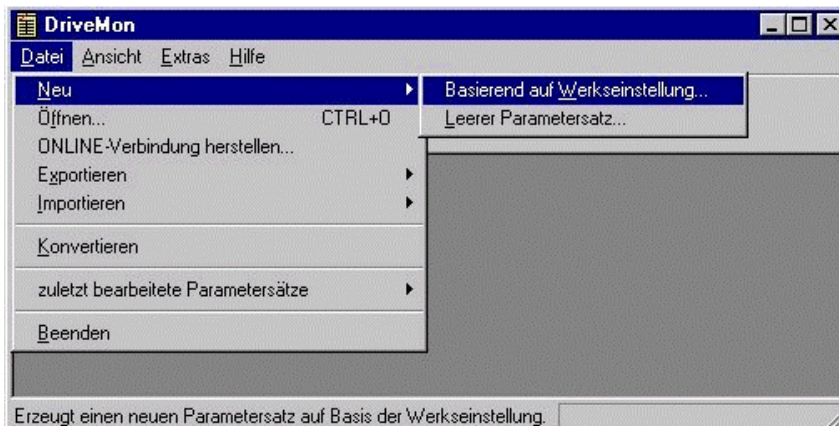 DriveMon
Datei Ansicht Extras Hilfe
Neu
Basierend auf Werkseinstellung...
Öffnen... CTRL+O
Leerer Parametersatz...
ONLINE-Verbindung herstellen...
Exportieren
Importieren
Konvertieren
zuletzt bearbeitete Parametersätze
Beenden
Erzeugt einen neuen Parametersatz auf Basis der Werkseinstellung.